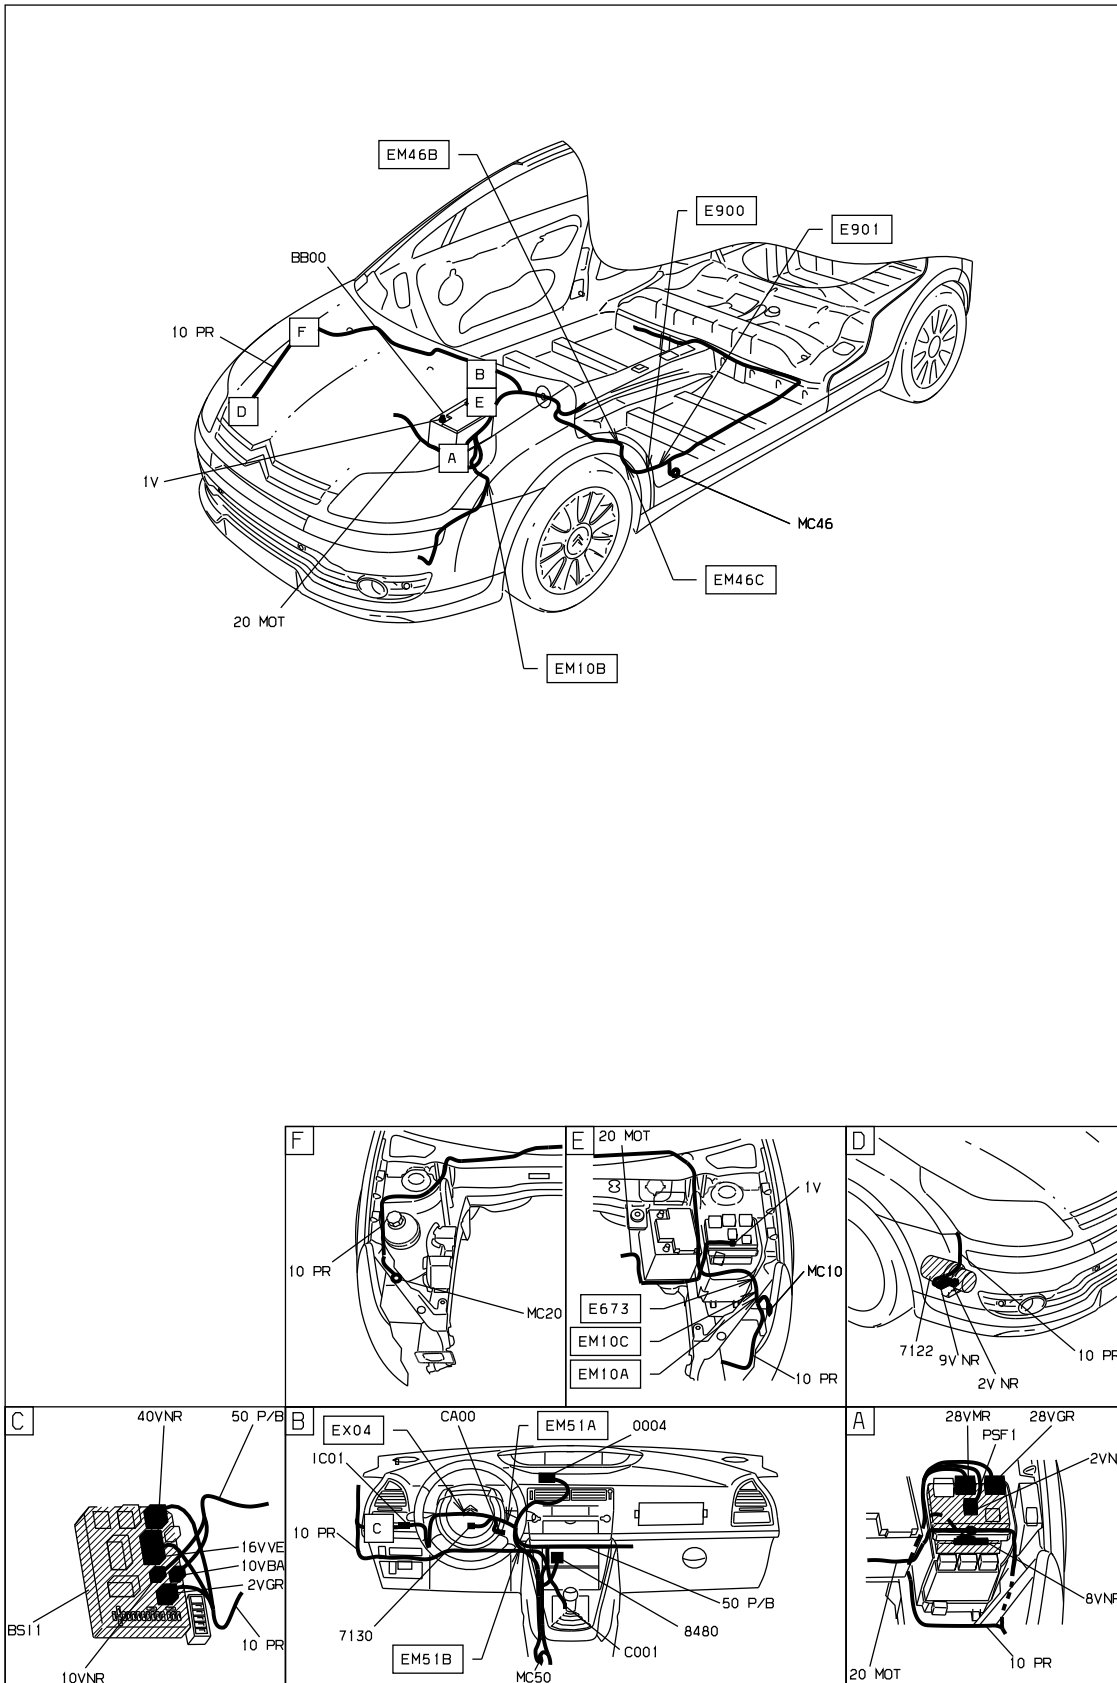 EM46B
E900
E901
BB00
10 PR
F
B
E
D
A
1V
MC46
EM46C
20 MOT
EM10B
F
10 PR
MC20
E
20 MOT
1V
MC10
E673
EM10C
EM10A
10 PR
D
7122
9V NR
2V NR
10 PR
C
40VNR
50 P/B
16VVE
10VBA
2VGR
BSI1
10 PR
10VNR
B
EX04
CA00
EM51A
0004
IC01
10 PR
C
7130
EM51B
MC50
C001
8480
50 P/B
A
28VMR
PSF1
28VGR
2VN
8VNR
20 MOT
10 PR